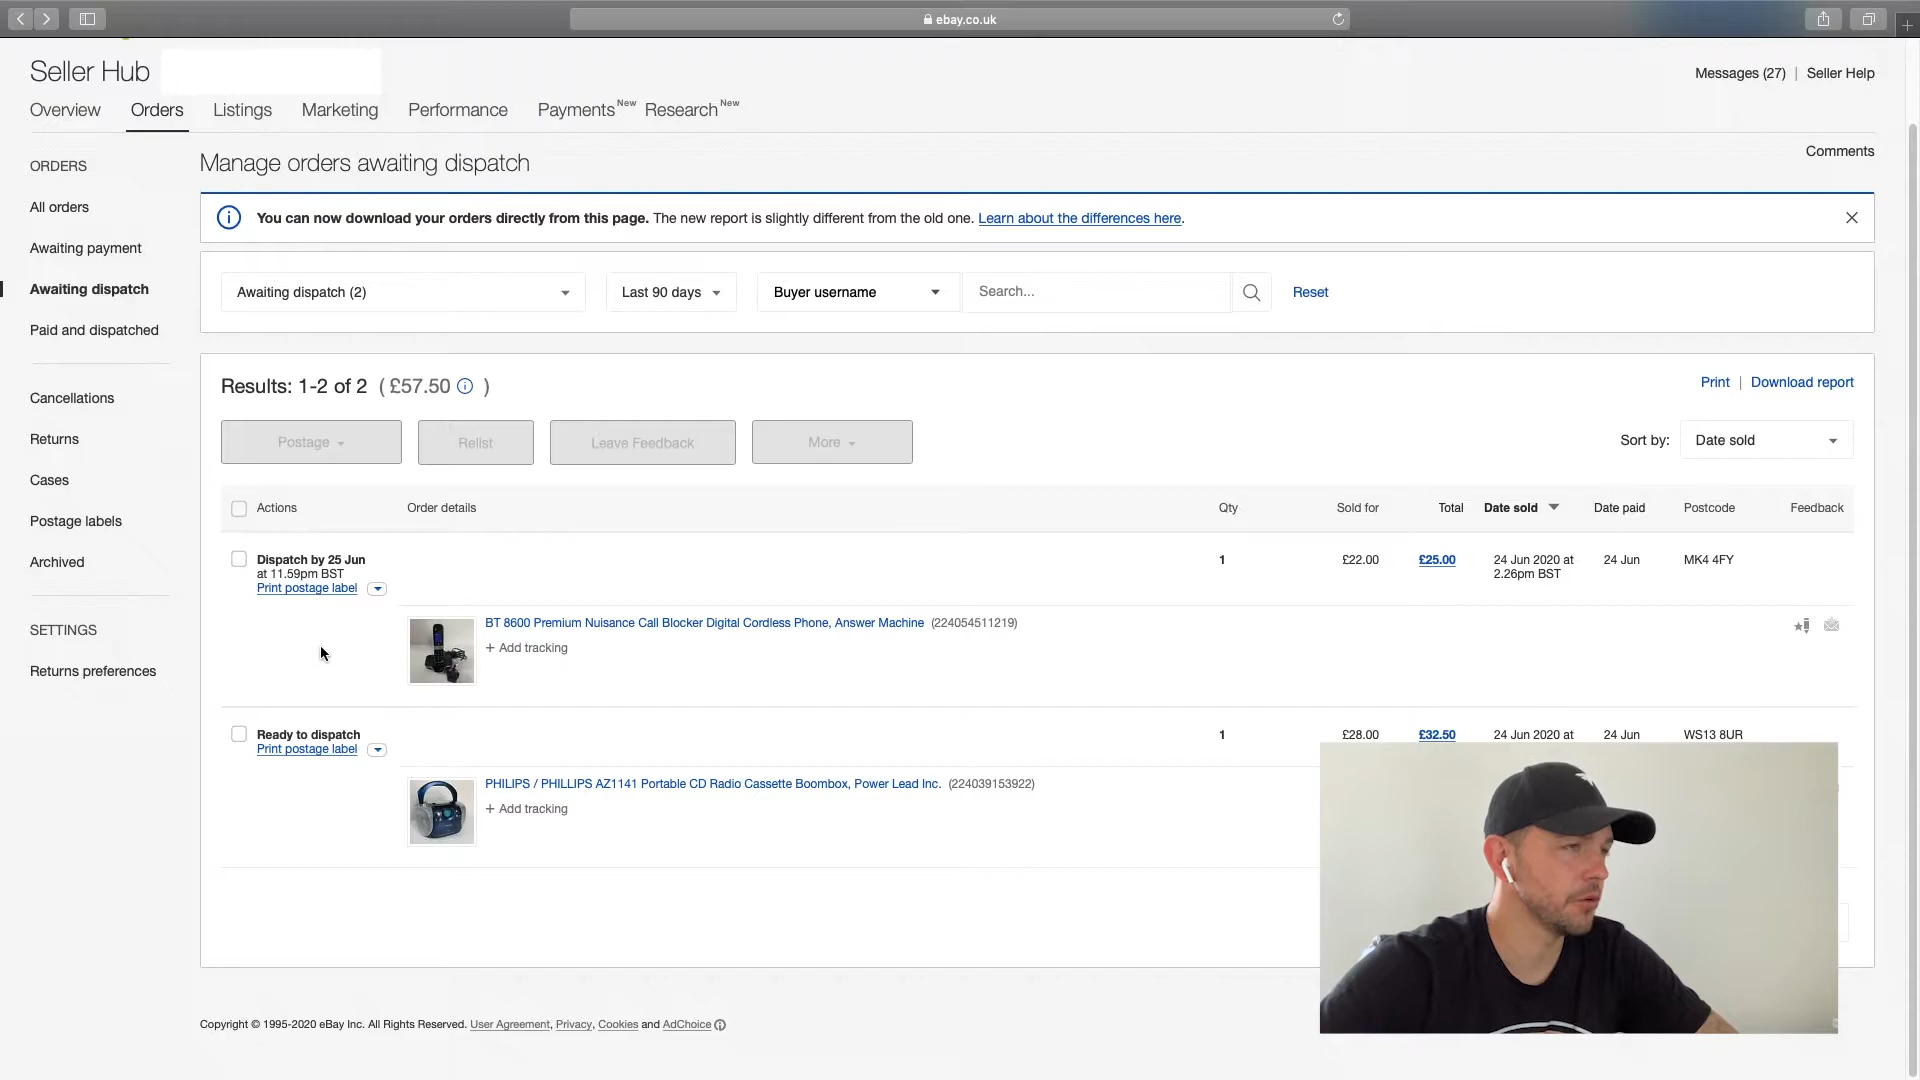 ebay.co.uk
Seller Hub
Messages (27) | Seller Help
Overview Orders Listings Marketing Performance Payments New Research New
Comments
ORDERS
All orders
Awaiting payment
Awaiting dispatch
Paid and dispatched
Cancellations
Returns
Cases
Postage labels
Archived
SETTINGS
Returns preferences
Manage orders awaiting dispatch
You can now download your orders directly from this page. The new report is slightly different from the old one. Learn about the differences here.
Awaiting dispatch (2) Last 90 days Buyer username Search... Reset
Results: 1-2 of 2 ( £57.50 )
Print | Download report
Postage Relist Leave Feedback More
Sort by: Date sold
Actions Order details Qty Sold for Total Date sold Date paid Postcode Feedback
Dispatch by 25 Jun 1 £22.00 £25.00 24 Jun 2020 at 24 Jun MK4 4FY
at 11.59pm BST 2.26pm BST
Print postage label
BT 8600 Premium Nuisance Call Blocker Digital Cordless Phone, Answer Machine (224054511219)
+ Add tracking
Ready to dispatch 1 £28.00 £32.50 24 Jun 2020 at 24 Jun WS13 8UR
Print postage label
PHILIPS / PHILLIPS AZ1141 Portable CD Radio Cassette Boombox, Power Lead Inc. (224039153922)
+ Add tracking
Copyright © 1995-2020 eBay Inc. All Rights Reserved. User Agreement, Privacy, Cookies and AdChoice